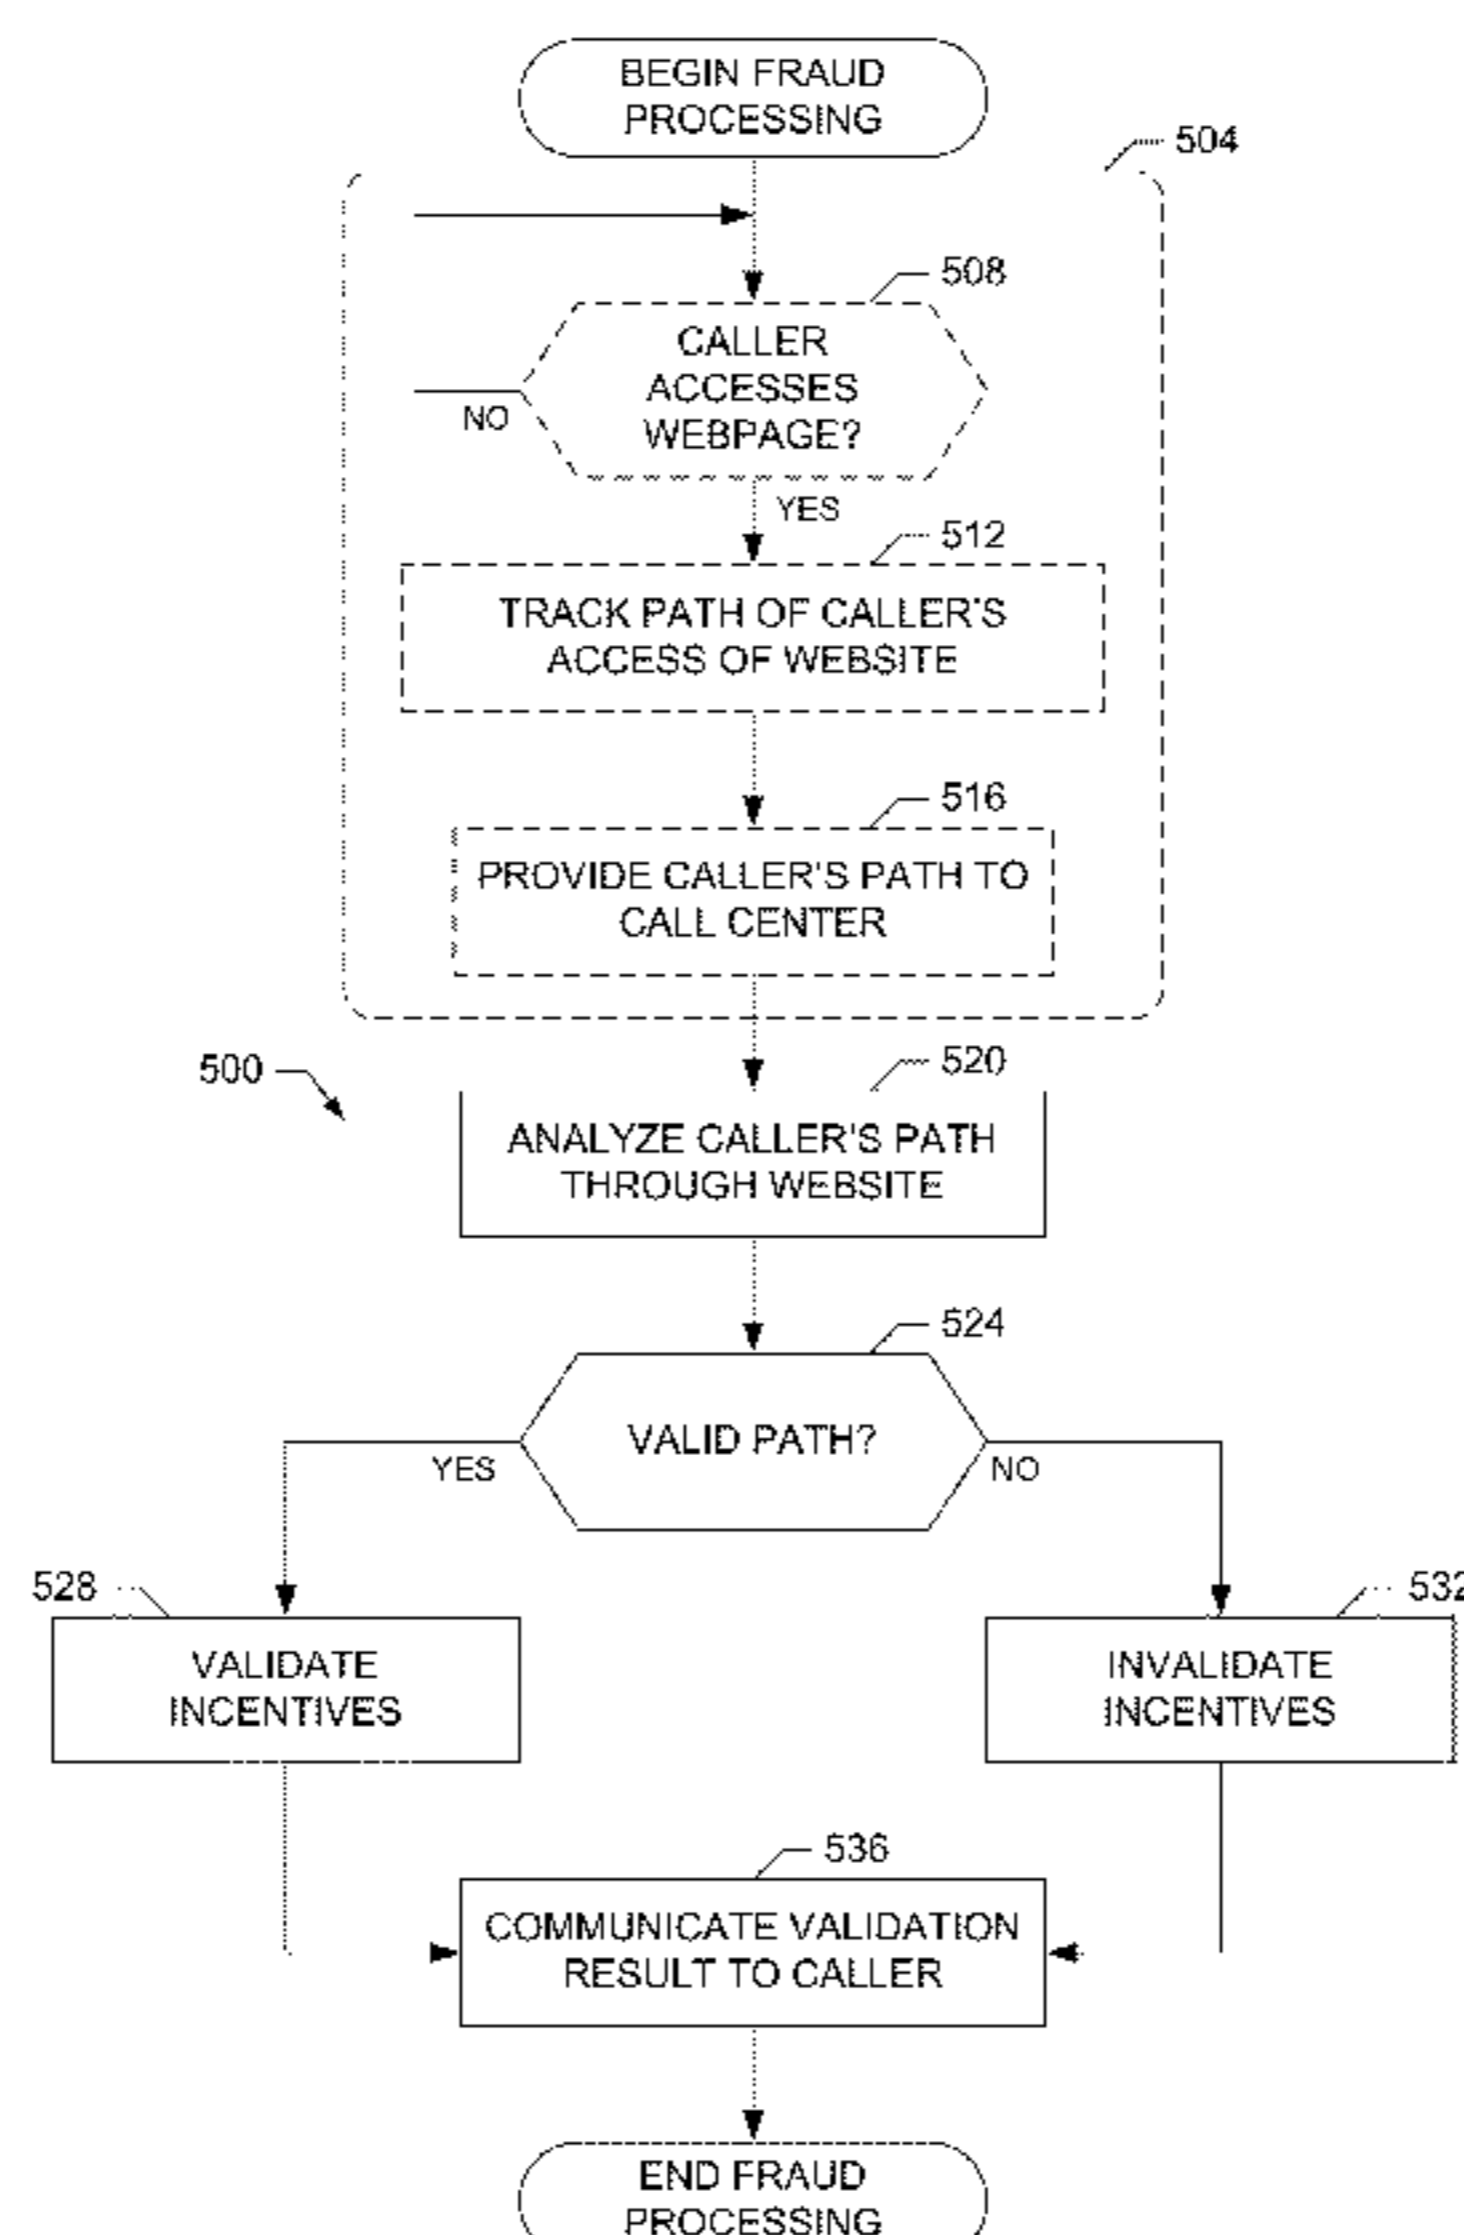 BEGIN FRAUD
PROCESSING
504
508
CALLER
ACCESSES
WEBPAGE?
NO
YES
512
TRACK PATH OF CALLER'S
ACCESS OF WEBSITE
516
PROVIDE CALLER'S PATH TO
CALL CENTER
500
520
ANALYZE CALLER'S PATH
THROUGH WEBSITE
524
VALID PATH?
YES
NO
528
532
VALIDATE
INCENTIVES
INVALIDATE
INCENTIVES
536
COMMUNICATE VALIDATION
RESULT TO CALLER
END FRAUD
PROCESSING